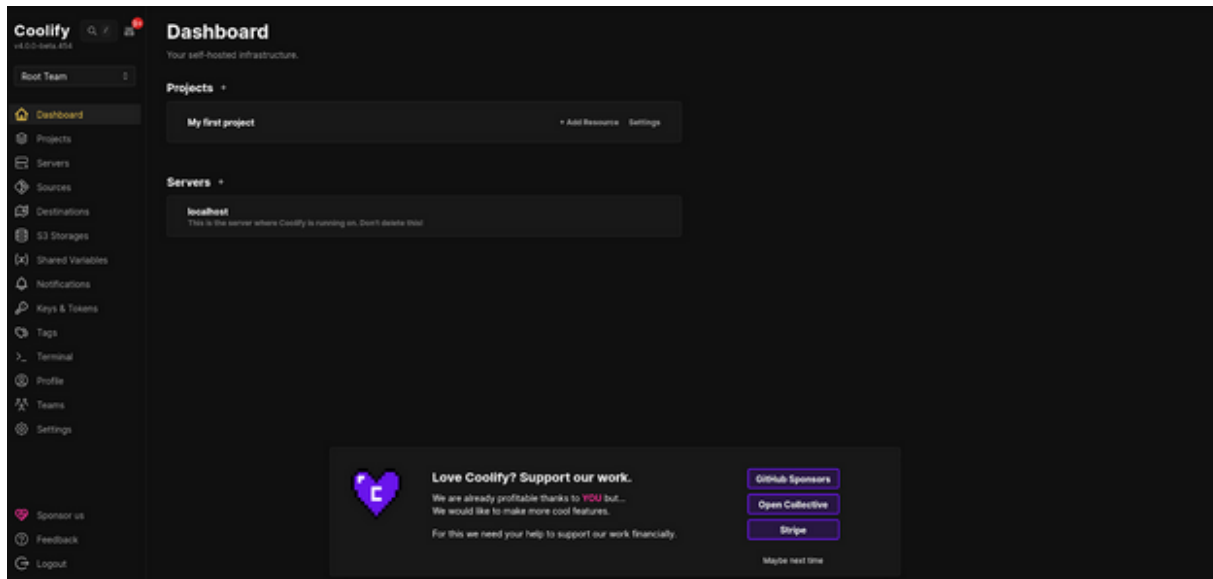 Coolify
v4.0.0-beta.454
Root Team
Dashboard
Projects
Servers
Sources
Destinations
S3 Storages
Shared Variables
Notifications
Keys & Tokens
Tags
Terminal
Profile
Teams
Settings
Sponsor us
Feedback
Logout
Dashboard
Your self-hosted infrastructure.
Projects +
My first project
+ Add Resource Settings
Servers +
localhost
This is the server where Coolify is running on. Don't delete this!
Love Coolify? Support our work.
We are already profitable thanks to YOU but...
We would like to make more cool features.
For this we need your help to support our work financially.
GitHub Sponsors
Open Collective
Stripe
Maybe next time